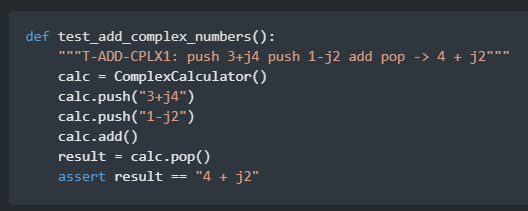 def test_add_complex_numbers():
    """T-ADD-CPLX1: push 3+j4 push 1-j2 add pop -> 4 + j2"""
    calc = ComplexCalculator()
    calc.push("3+j4")
    calc.push("1-j2")
    calc.add()
    result = calc.pop()
    assert result == "4 + j2"